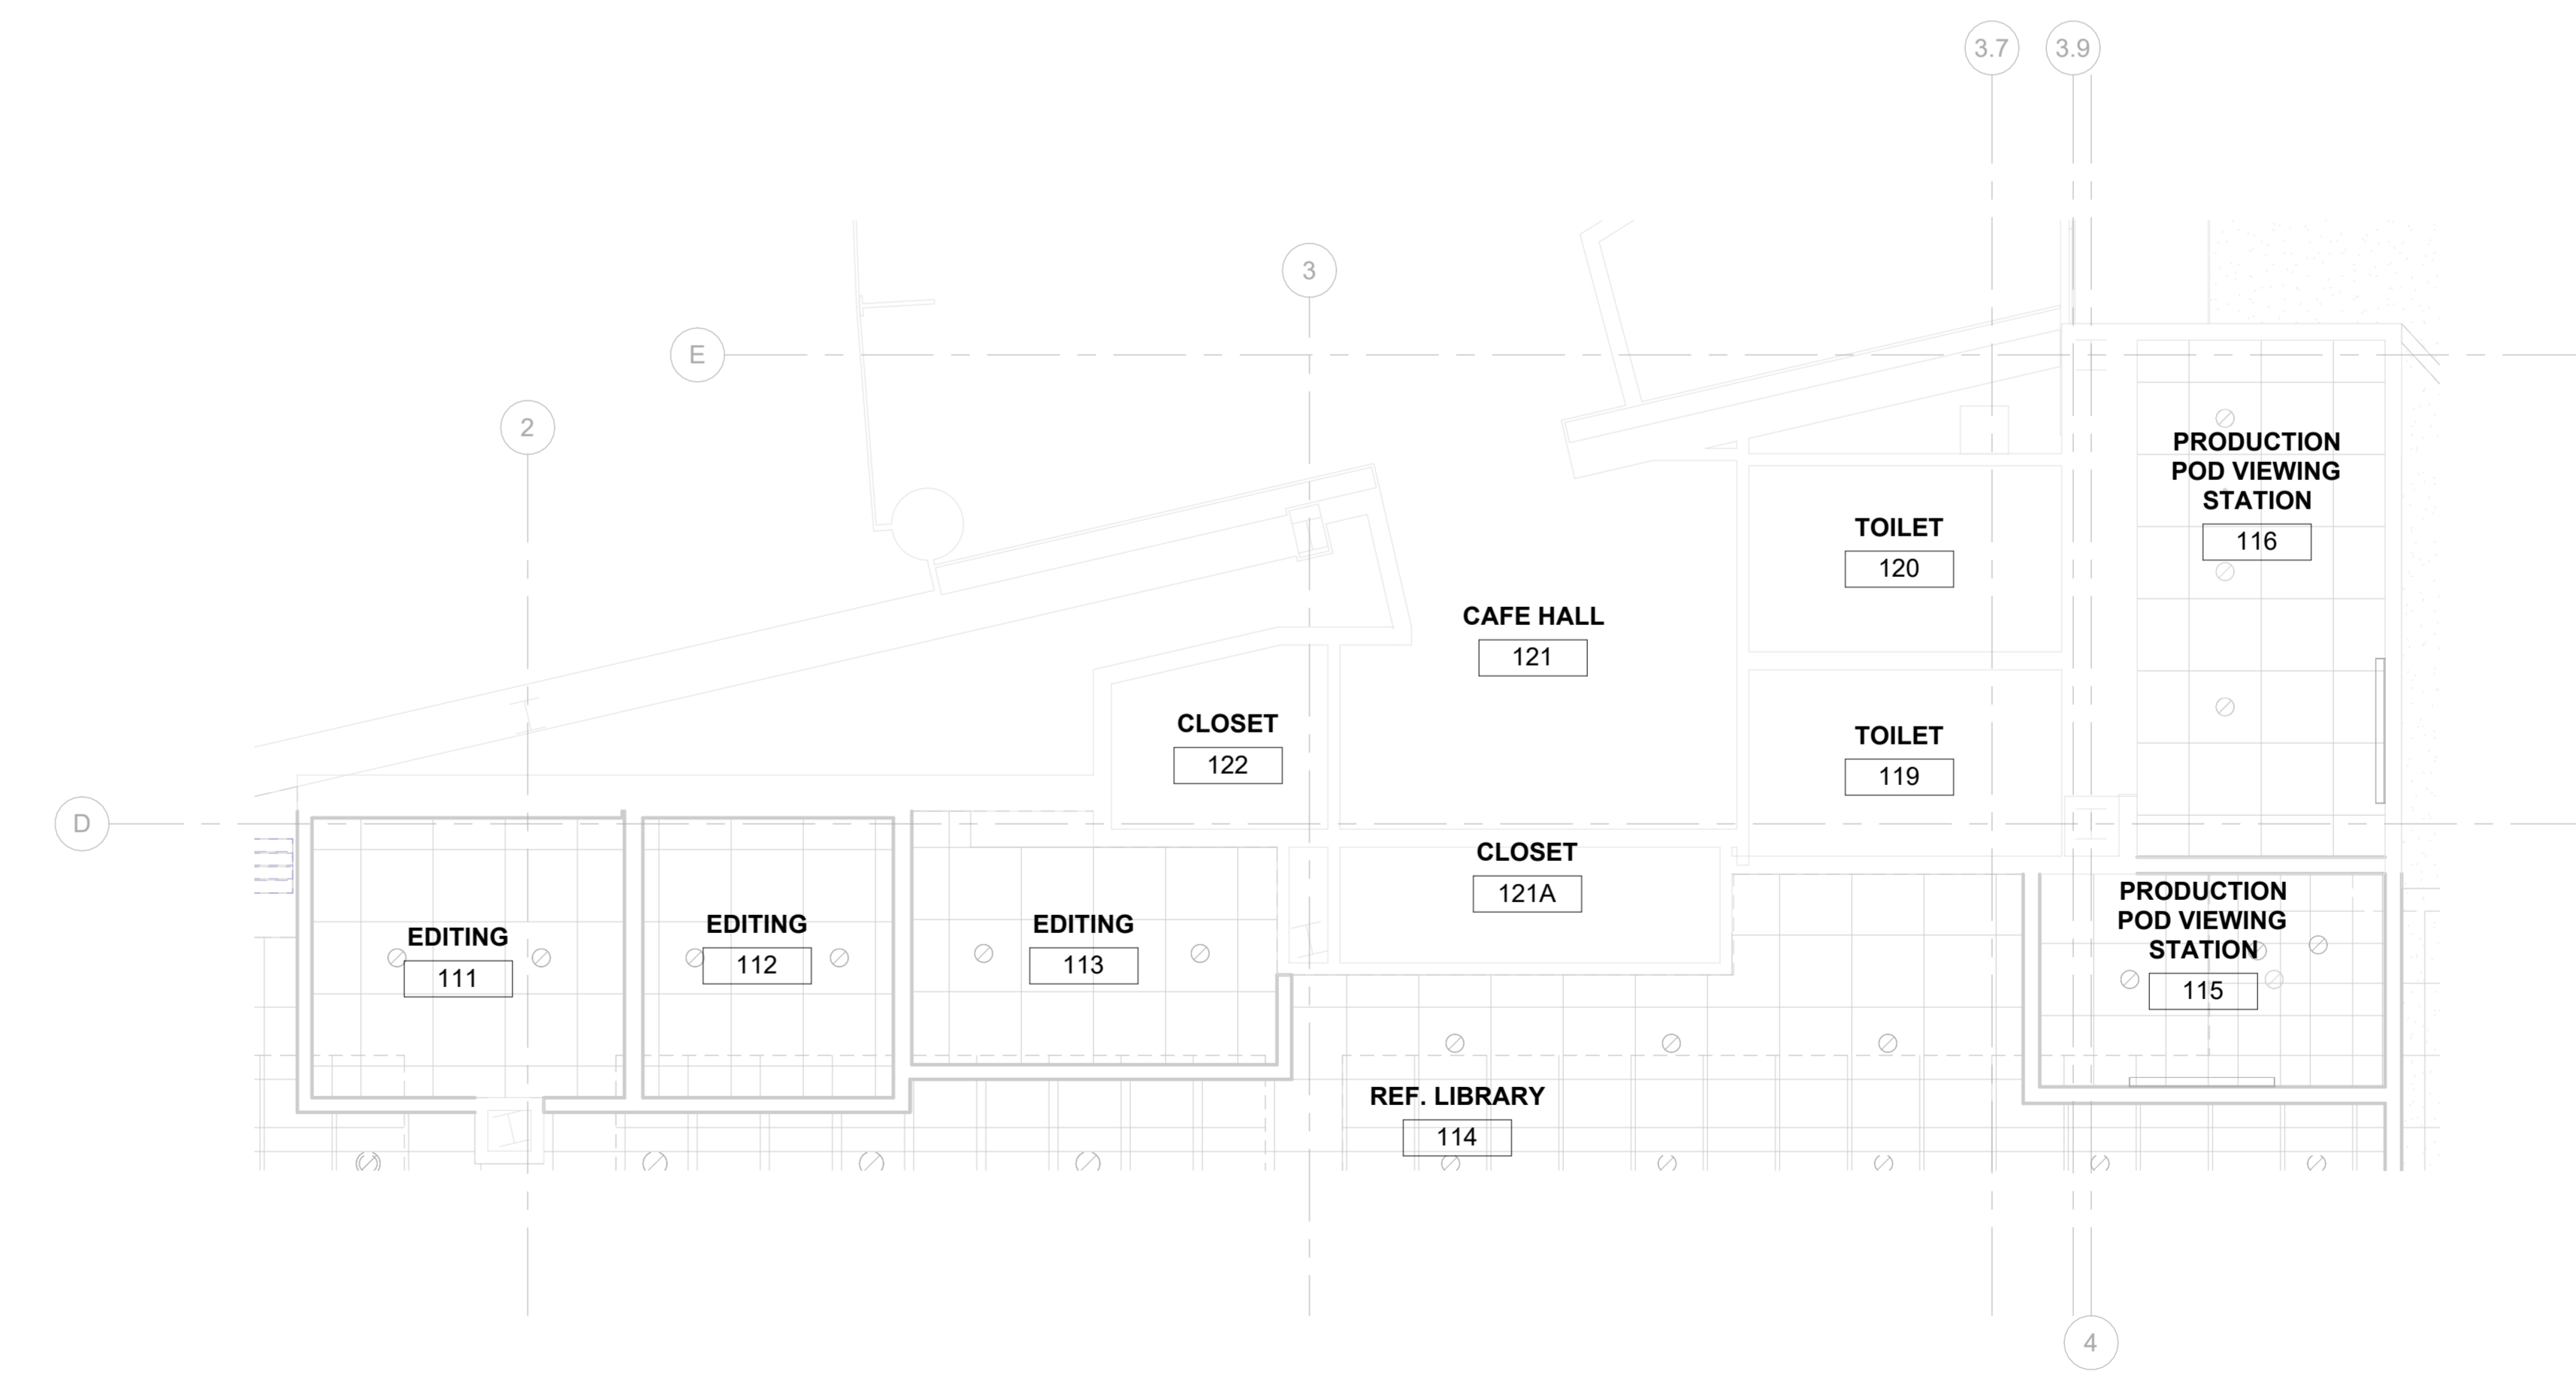 3.7
3.9
3
E
2
PRODUCTION
POD VIEWING
STATION
116
TOILET
120
CAFE HALL
121
CLOSET
122
TOILET
119
D
CLOSET
121A
PRODUCTION
POD VIEWING
STATION
115
EDITING
111
EDITING
112
EDITING
113
REF. LIBRARY
114
4